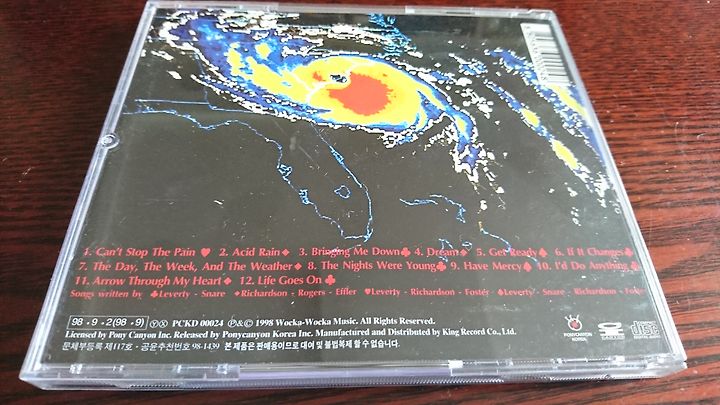 1. Can't Stop The Pain ♥ 2. Acid Rain ♦ 3. Bringing Me Down ♣ 4. Dream ♦ 5. Get Ready ♣ 6. If It Changes ♣
7. The Day, The Week, And The Weather ♦ 8. The Nights Were Young ♣ 9. Have Mercy ♣ 10. I'd Do Anything ♣
11. Arrow Through My Heart ♦ 12. Life Goes On ♣
Songs written by ♣Leverty - Snare ♦Richardson - Rogers - Effler ♥Leverty - Richardson - Foster ♠Leverty - Snare - Richardson - Foster
98・9・2(98・9) PCKD 00024 ℗&© 1998 Wocka-Wocka Music. All Rights Reserved.
Licensed by Pony Canyon Inc. Released by Ponycanyon Korea Inc. Manufactured and Distributed by King Record Co., Ltd.
문체부등록 제117호・공윤추천번호 98-1439 본 제품은 판매용이므로 대여 및 불법복제 할 수 없습니다.
PONYCANYON
KOREA
disc